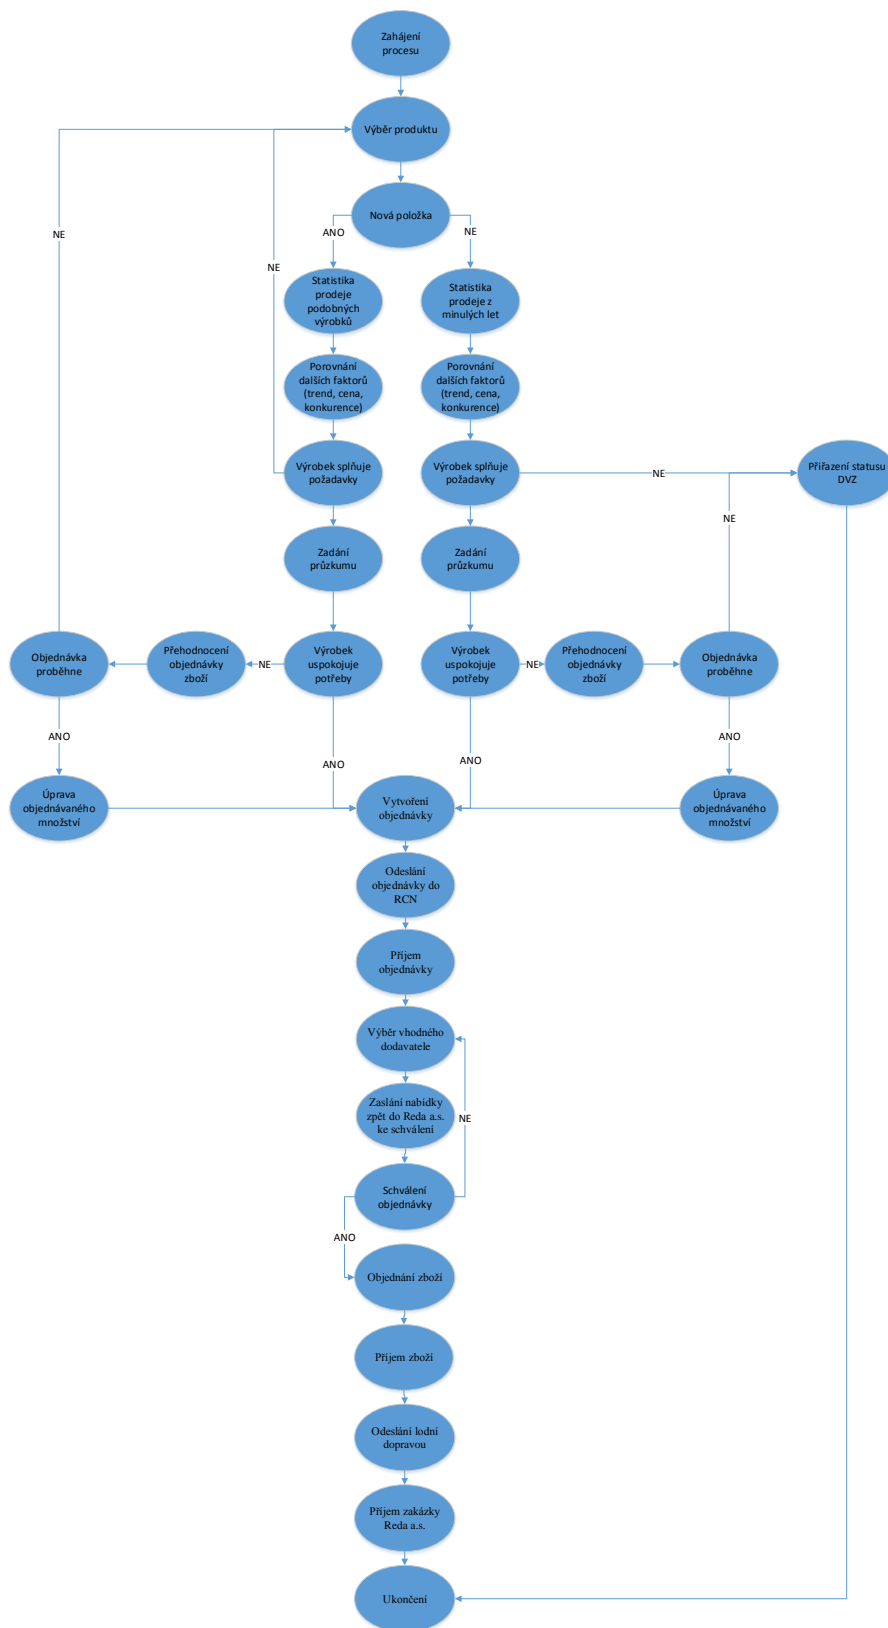 Zahájení
procesu
Výběr produktu
Nová položka
ANO
NE
NE
NE
Statistika
prodeje
podobných
výrobků
Statistika
prodeje z
minulých let
Porovnání
dalších faktorů
(trend, cena,
konkurence)
Porovnání
dalších faktorů
(trend, cena,
konkurence)
Výrobek splňuje
požadavky
Výrobek splňuje
požadavky
NE
Přiřazení statusu
DVZ
NE
Zadání
průzkumu
Zadání
průzkumu
Objednávka
proběhne
Přehodnocení
objednávky
zboží
NE
Výrobek
uspokojuje
potřeby
Výrobek
uspokojuje
potřeby
NE
Přehodnocení
objednávky
zboží
Objednávka
proběhne
ANO
ANO
ANO
ANO
Úprava
objednávaného
množství
Vytvoření
objednávky
Úprava
objednávaného
množství
Odeslání
objednávky do
RCN
Příjem
objednávky
Výběr vhodného
dodavatele
Zaslání nabídky
zpět do Reda a.s.
ke schválení
NE
Schválení
objednávky
ANO
Objednání zboží
Příjem zboží
Odeslání lodní
dopravou
Příjem zakázky
Reda a.s.
Ukončení